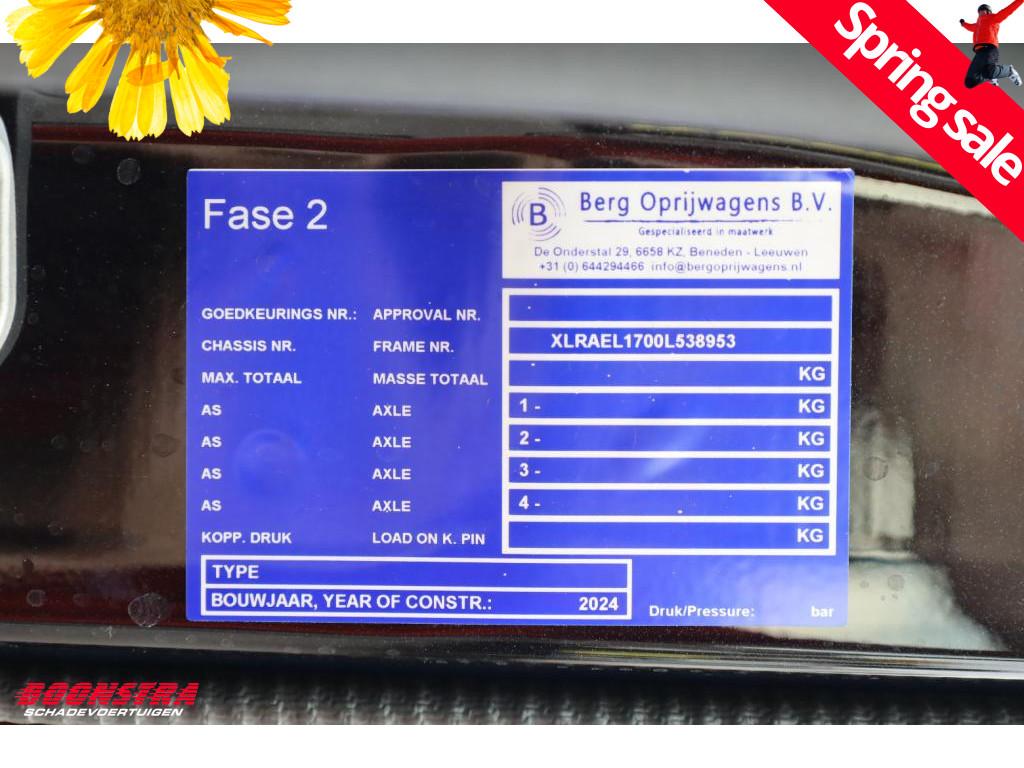 Spring sale
Fase 2
B
Berg Oprijwagens B.V.
Gespecialiseerd in maatwerk
De Onderstal 29, 6658 KZ, Beneden - Leeuwen
+31 (0) 644294466 info@bergoprijwagens.nl
GOEDKEURINGS NR.: APPROVAL NR.
CHASSIS NR. FRAME NR. XLRAEL1700L538953
MAX. TOTAAL MASSE TOTAAL KG
AS AXLE 1 - KG
AS AXLE 2 - KG
AS AXLE 3 - KG
AS AXLE 4 - KG
KOPP. DRUK LOAD ON K. PIN KG
TYPE
BOUWJAAR, YEAR OF CONSTR.: 2024
Druk/Pressure: bar
BOONSTRA
SCHADEVOERTUIGEN